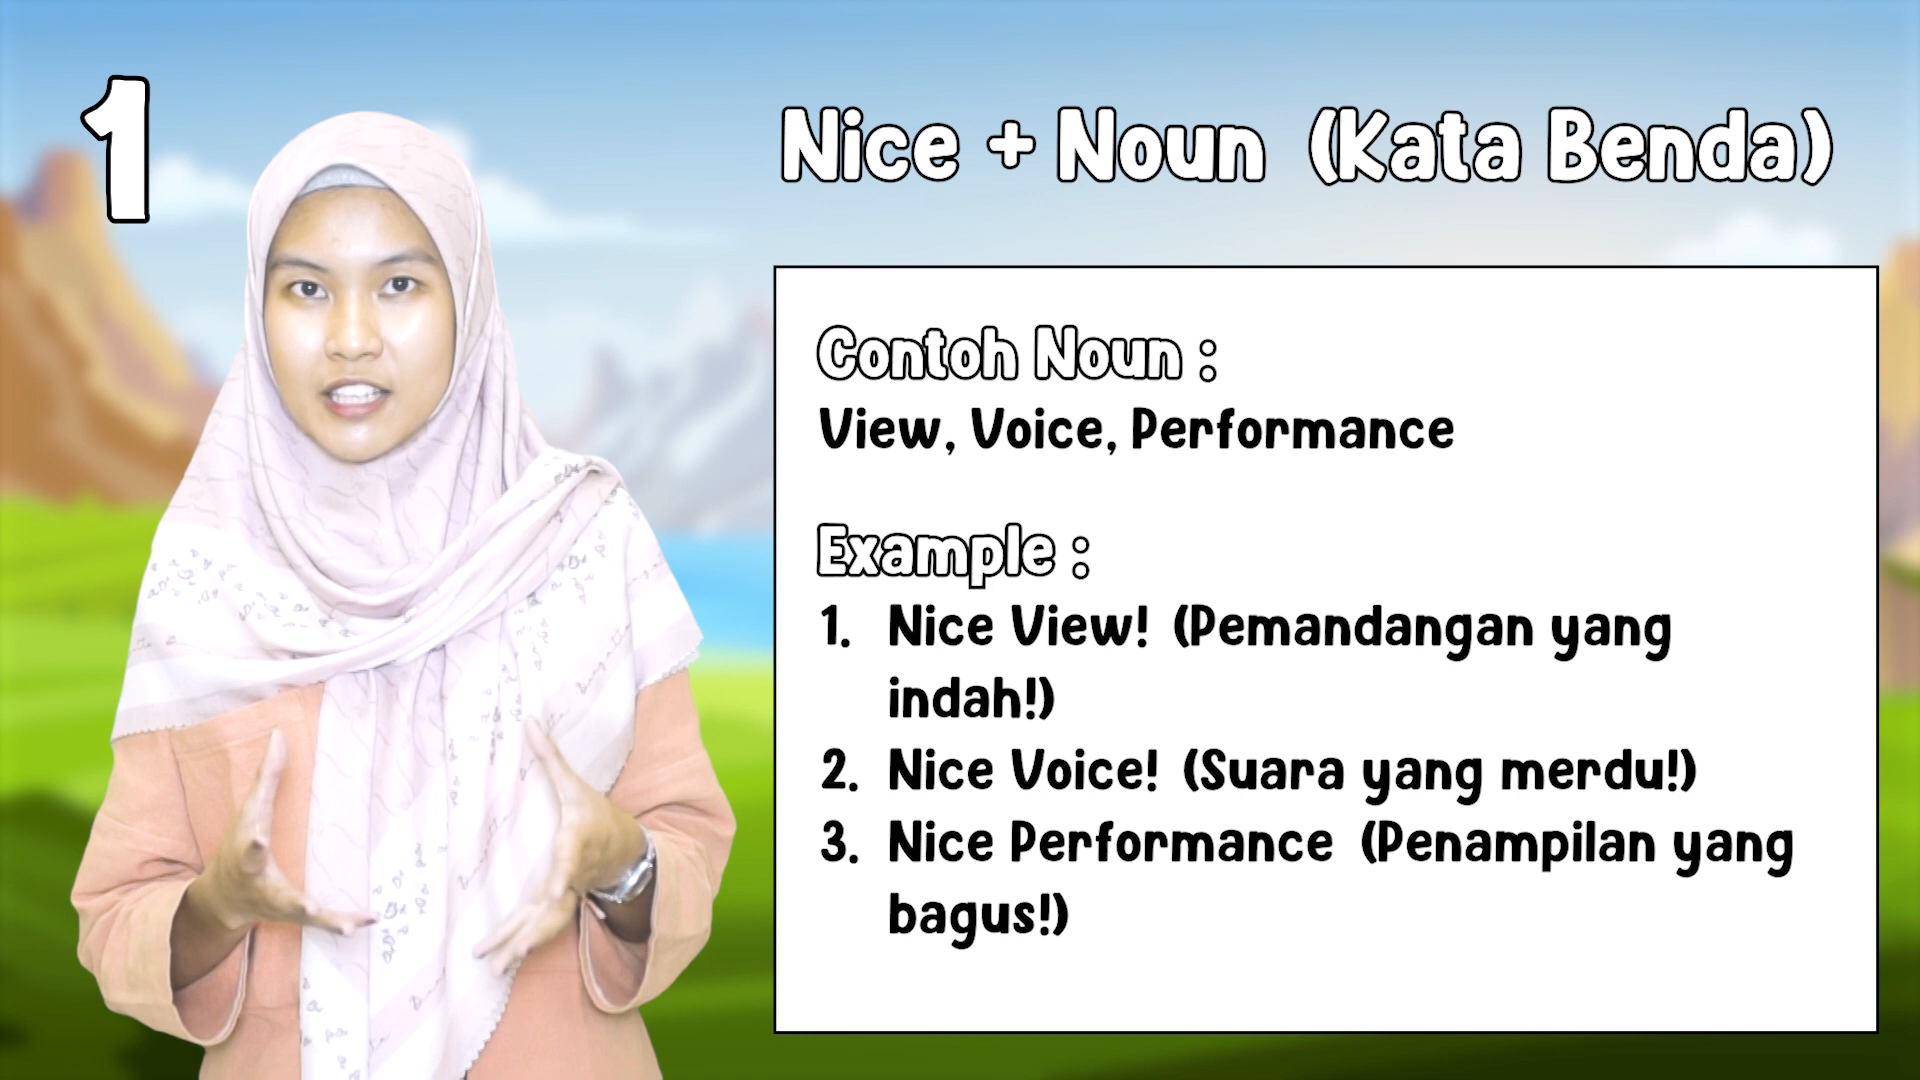 1
Nice + Noun (Kata Benda)
Contoh Noun :
View, Voice, Performance
Example :
1. Nice View! (Pemandangan yang
indah!)
2. Nice Voice! (Suara yang merdu!)
3. Nice Performance (Penampilan yang
bagus!)